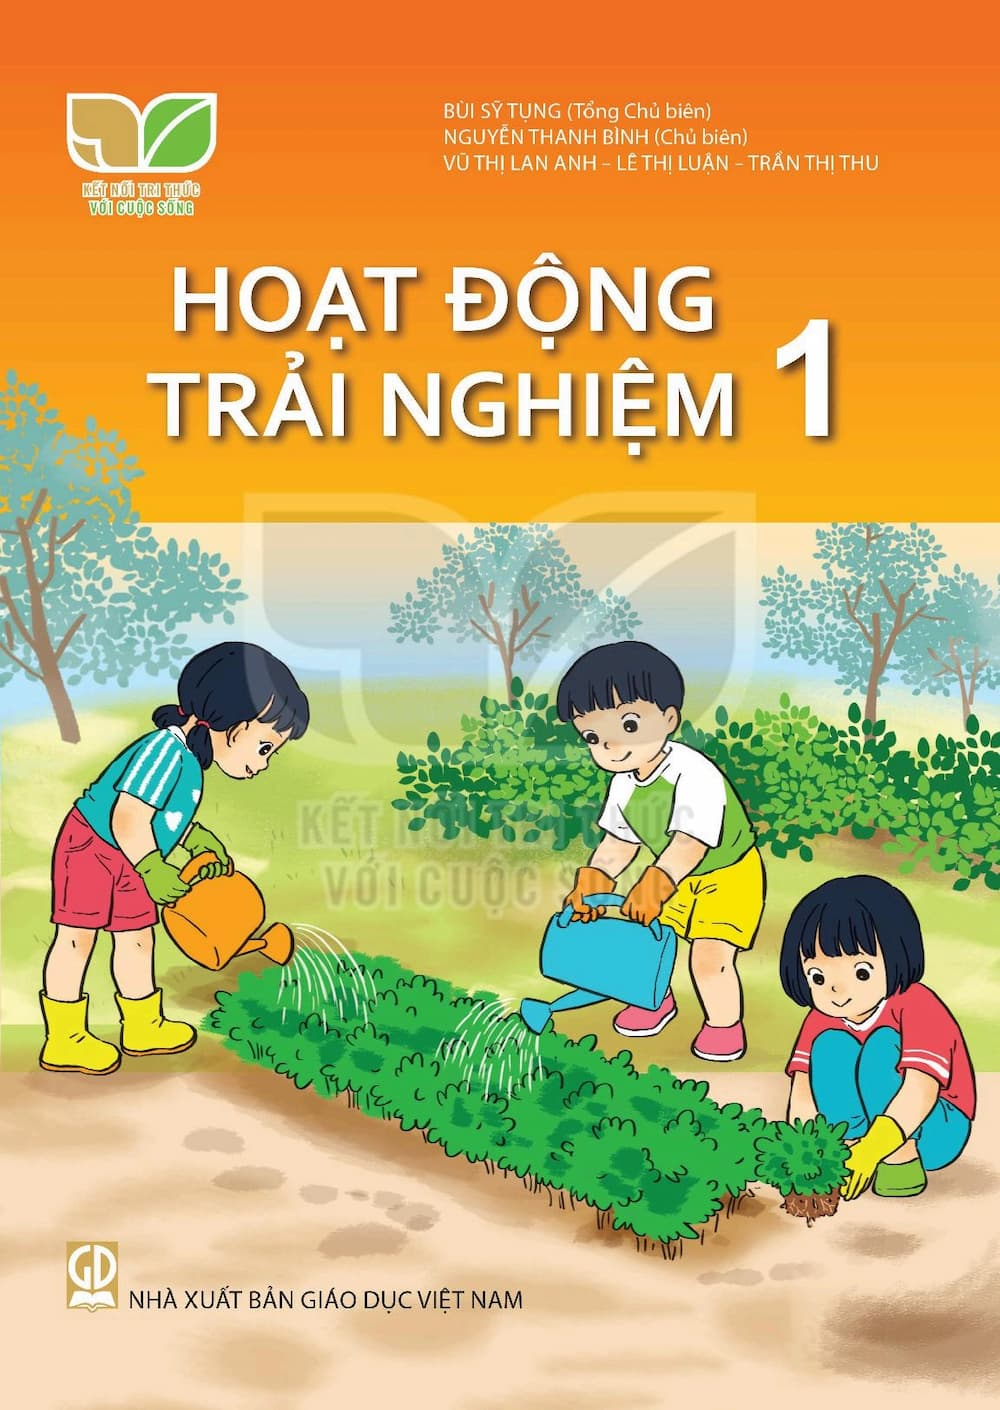 BÙI SỸ TỤNG (Tổng Chủ biên)
NGUYỄN THANH BÌNH (Chủ biên)
VŨ THỊ LAN ANH – LÊ THỊ LUẬN – TRẦN THỊ THU
KẾT NỐI TRI THỨC
VỚI CUỘC SỐNG
HOẠT ĐỘNG
TRẢI NGHIỆM 1
KẾT NỐI TRI THỨC
VỚI CUỘC SỐNG
GD
NHÀ XUẤT BẢN GIÁO DỤC VIỆT NAM